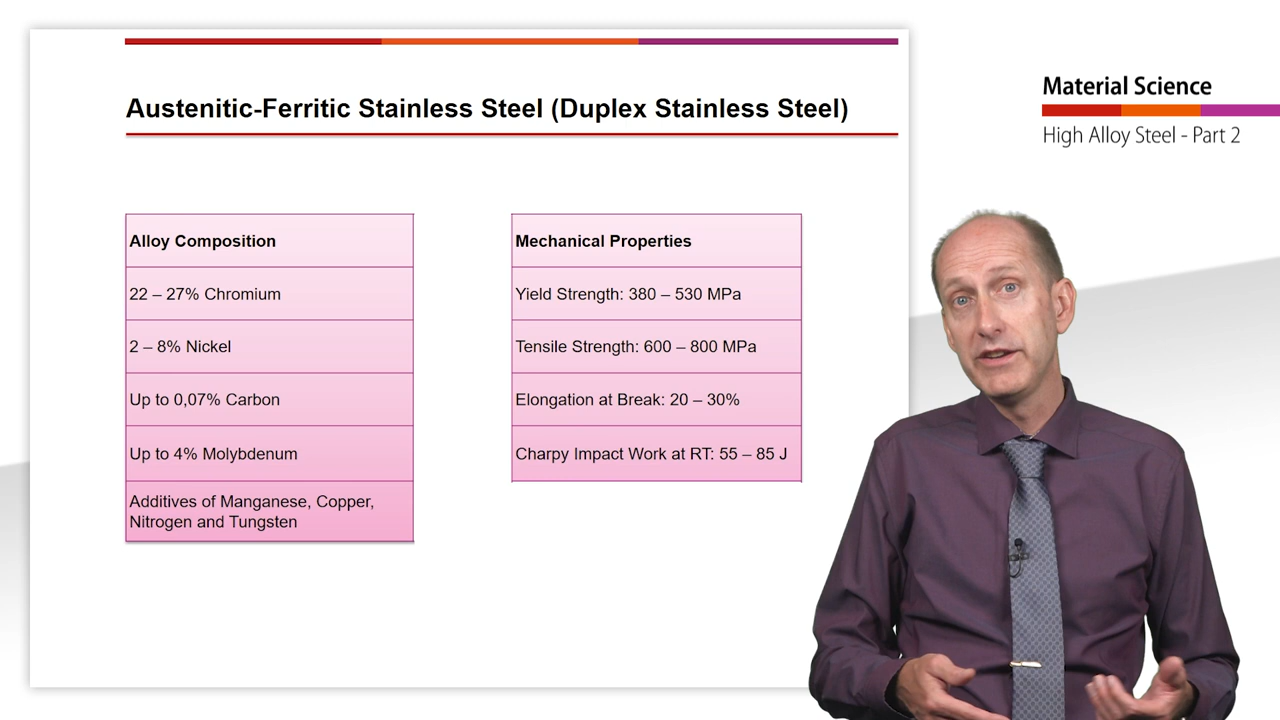 Austenitic-Ferritic Stainless Steel (Duplex Stainless Steel)
Alloy Composition
22 – 27% Chromium
2 – 8% Nickel
Up to 0,07% Carbon
Up to 4% Molybdenum
Additives of Manganese, Copper,
Nitrogen and Tungsten
Mechanical Properties
Yield Strength: 380 – 530 MPa
Tensile Strength: 600 – 800 MPa
Elongation at Break: 20 – 30%
Charpy Impact Work at RT: 55 – 85 J
Material Science
High Alloy Steel - Part 2